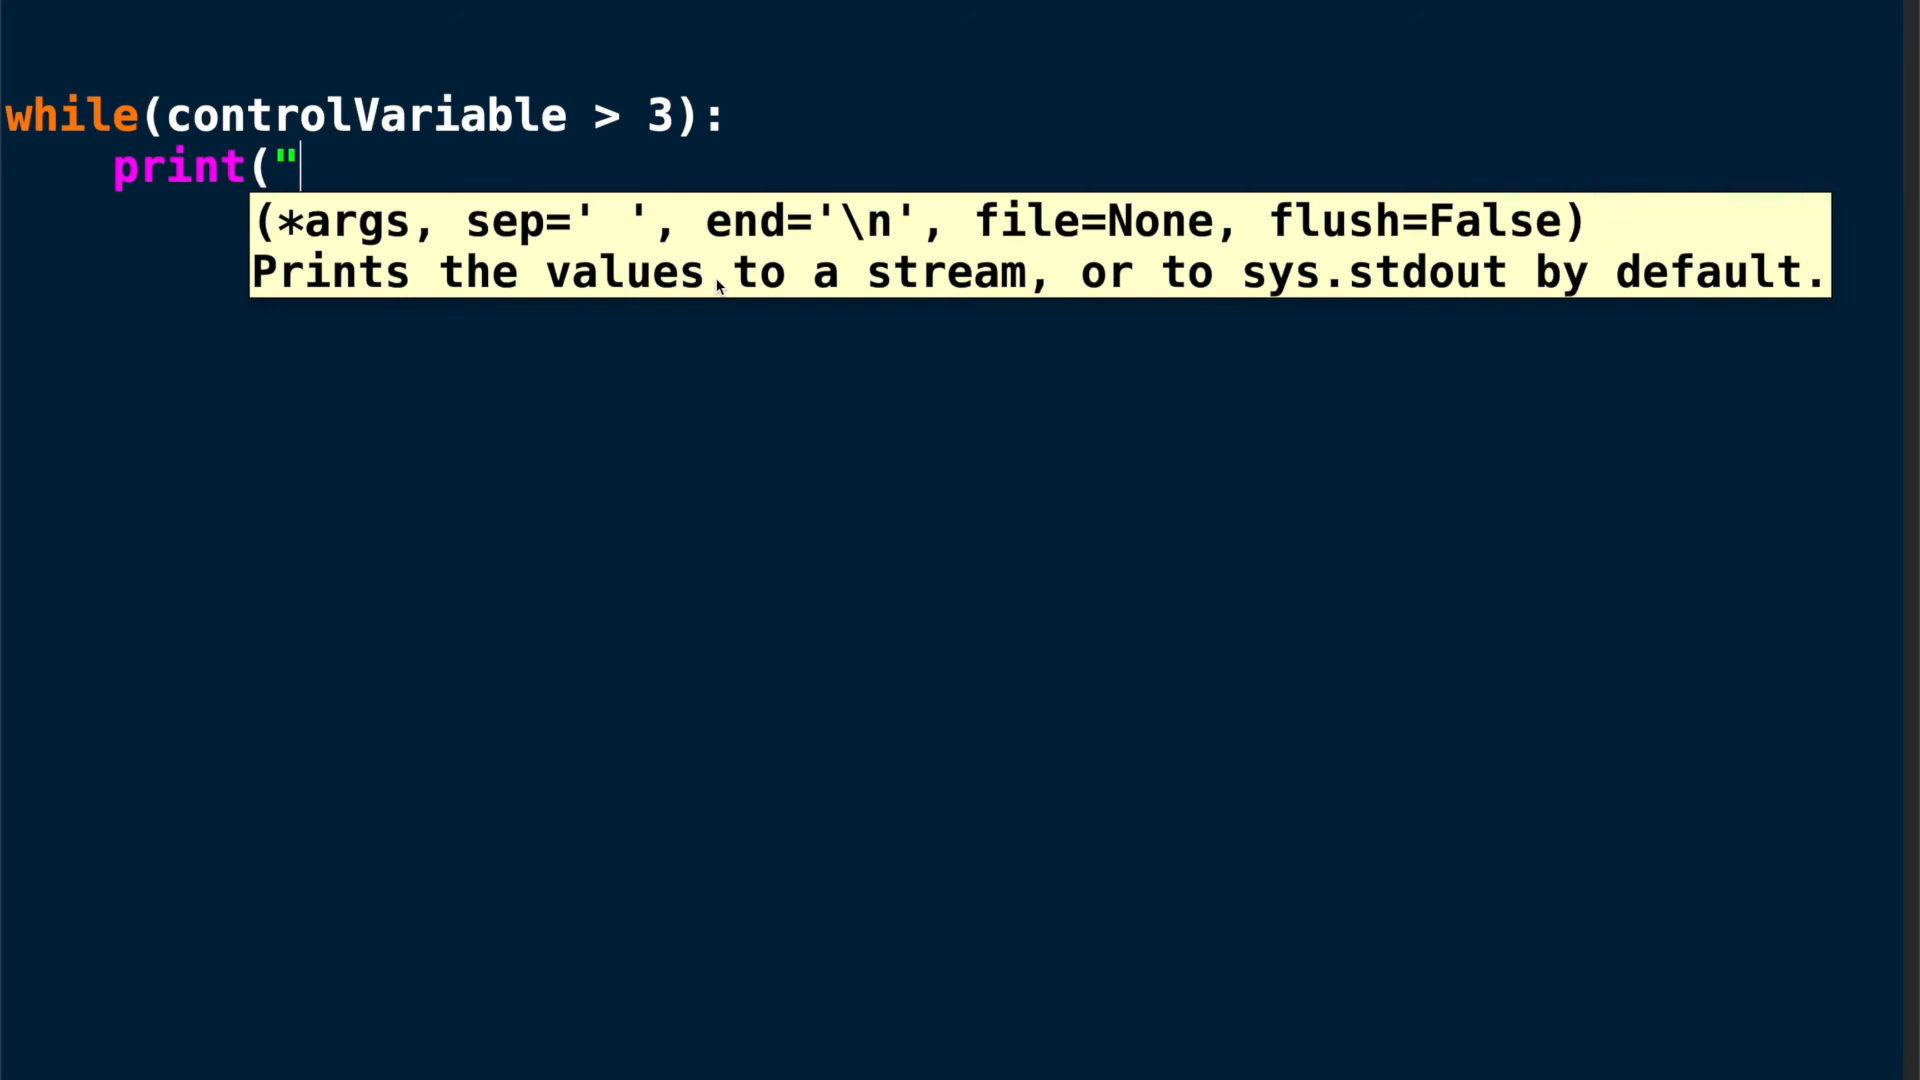 while(controlVariable > 3):
    print("
(*args, sep=' ', end='\n', file=None, flush=False)
Prints the values to a stream, or to sys.stdout by default.